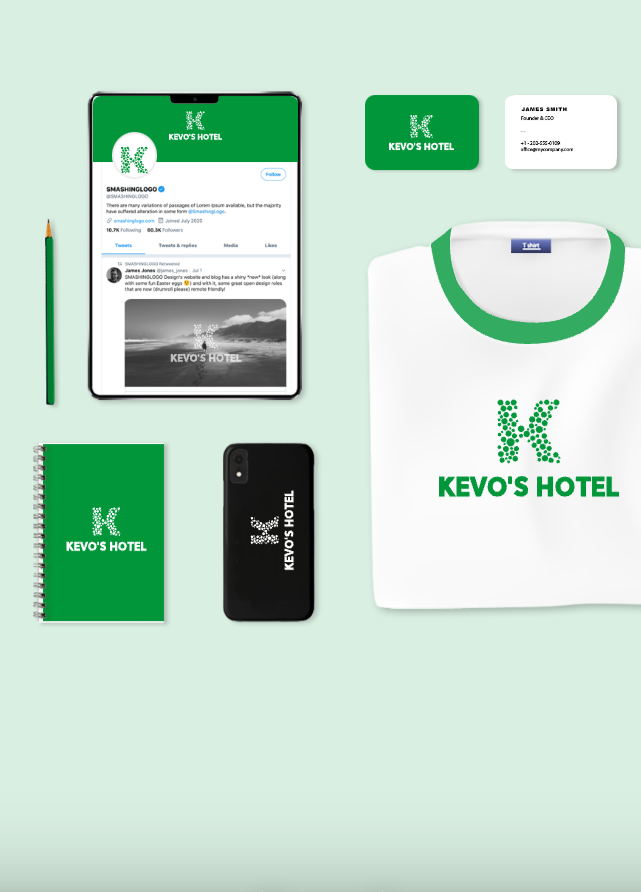 KEVO'S HOTEL
Follow
SMASHINGLOGO
@SMASHINGLOGO
There are many variations of passages of Lorem Ipsum available, but the majority
have suffered alteration in some form @Smashinglogo.
smashinglogo.com Joined July 2020
10.7K Following 60.3K Followers
Tweets Tweets & replies Media Likes
SMASHINGLOGO Retweeted
James Jones @james_jones · Jul 1
SMASHINGLOGO Design's website and blog has a shiny *new* look (along
with some fun Easter eggs 😉) and with it, some great open design roles
that are now (drumroll please) remote friendly!
KEVO'S HOTEL
KEVO'S HOTEL
JAMES SMITH
Founder & CEO
+1 - 202-555-0109
office@mycompany.com
T shirt
KEVO'S HOTEL
KEVO'S HOTEL
KEVO'S HOTEL